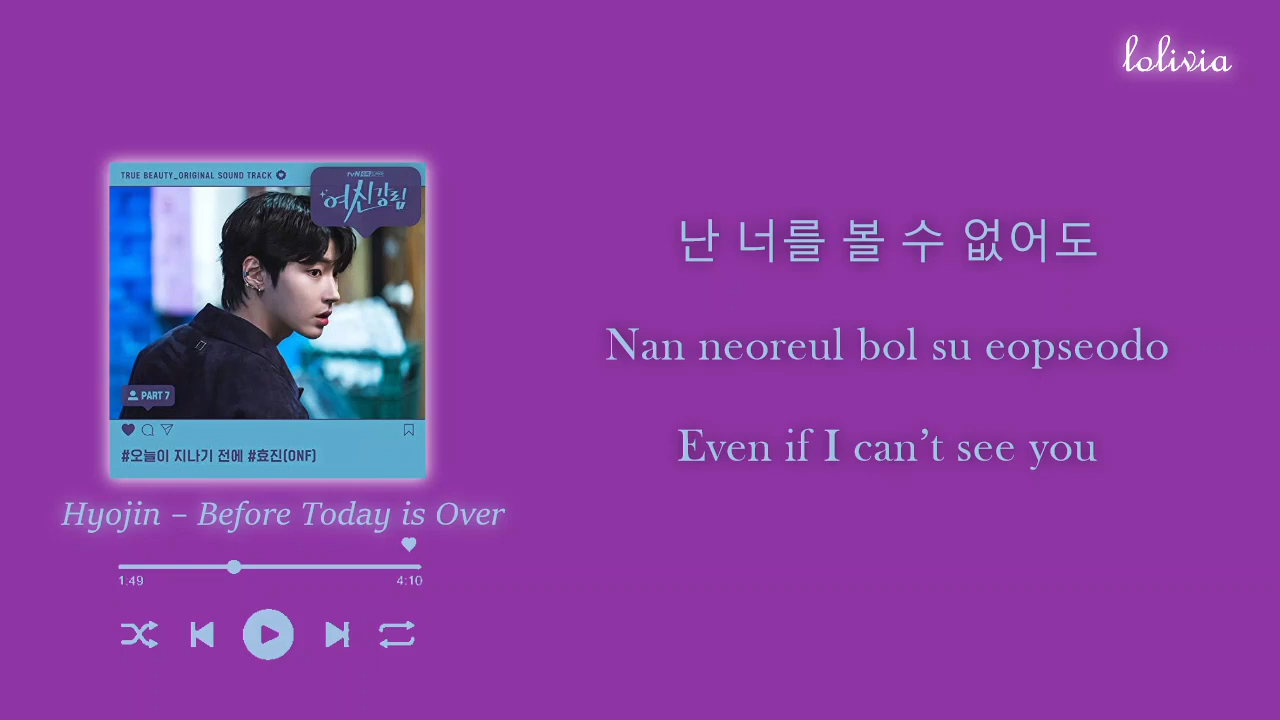 lolivia
TRUE BEAUTY_ORIGINAL SOUND TRACK
tvN
여신강림
PART 7
#오늘이 지나기 전에 #효진(ONF)
Hyojin – Before Today is Over
1:49
4:10
난 너를 볼 수 없어도
Nan neoreul bol su eopseodo
Even if I can’t see you